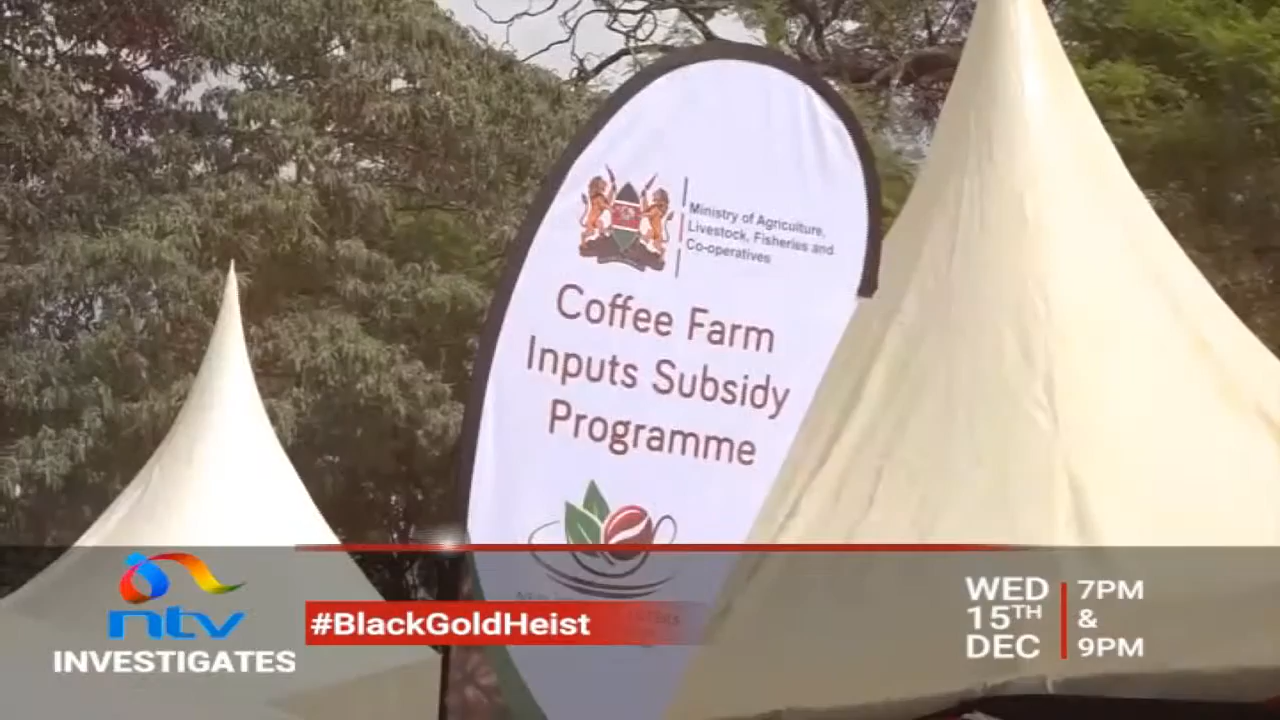 Ministry of Agriculture,
Livestock, Fisheries and
Co-operatives
Coffee Farm
Inputs Subsidy
Programme
ntv
INVESTIGATES
#BlackGoldHeist
WED
15TH
DEC
7PM
&
9PM